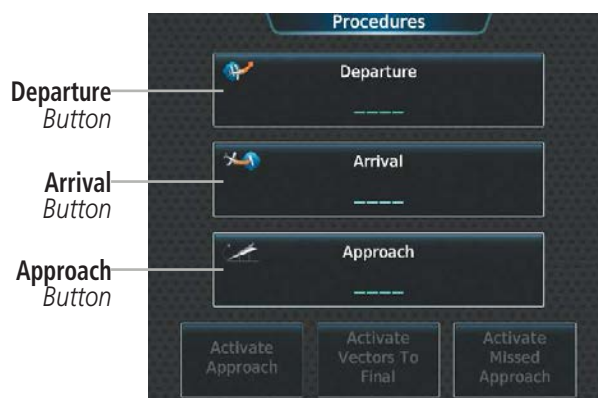 Procedures
Departure
Button
Departure
————
Arrival
Button
Arrival
————
Approach
Button
Approach
————
Activate
Approach
Activate
Vectors To
Final
Activate
Missed
Approach